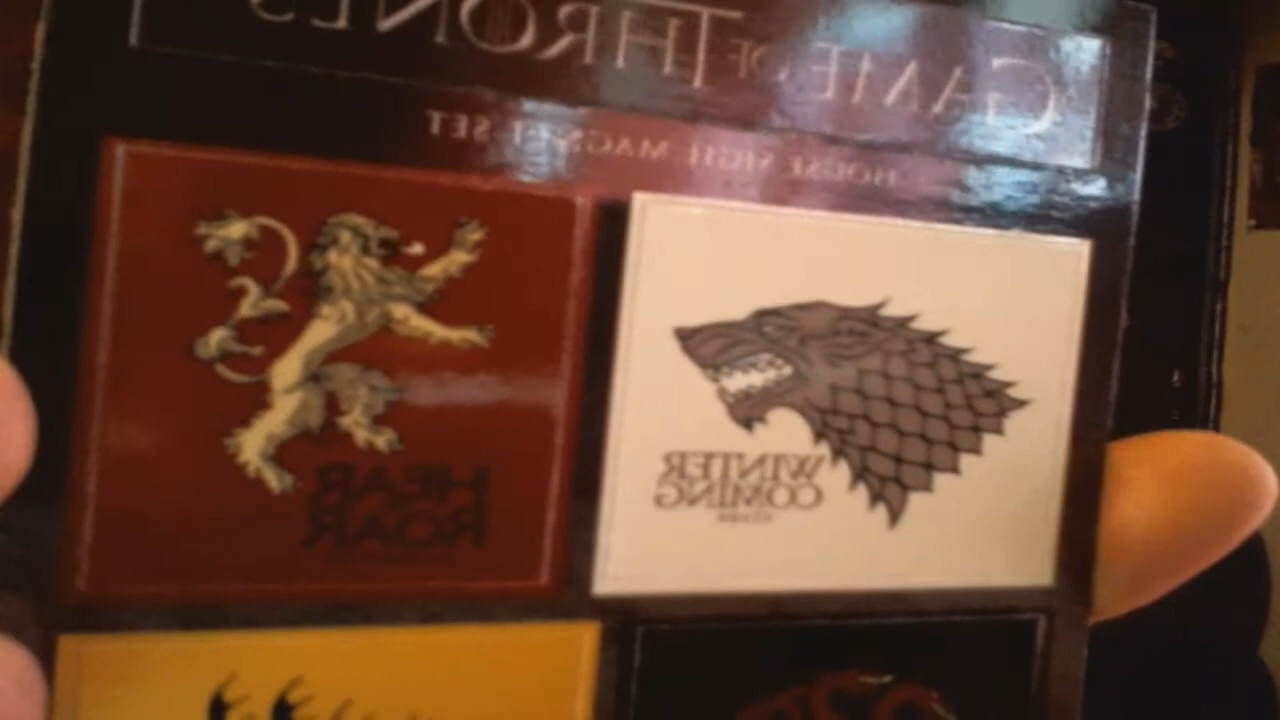 GAME OF THRONES
HOUSE SIGIL MAGNET SET
WINTER
COMING
HEAR
ROAR